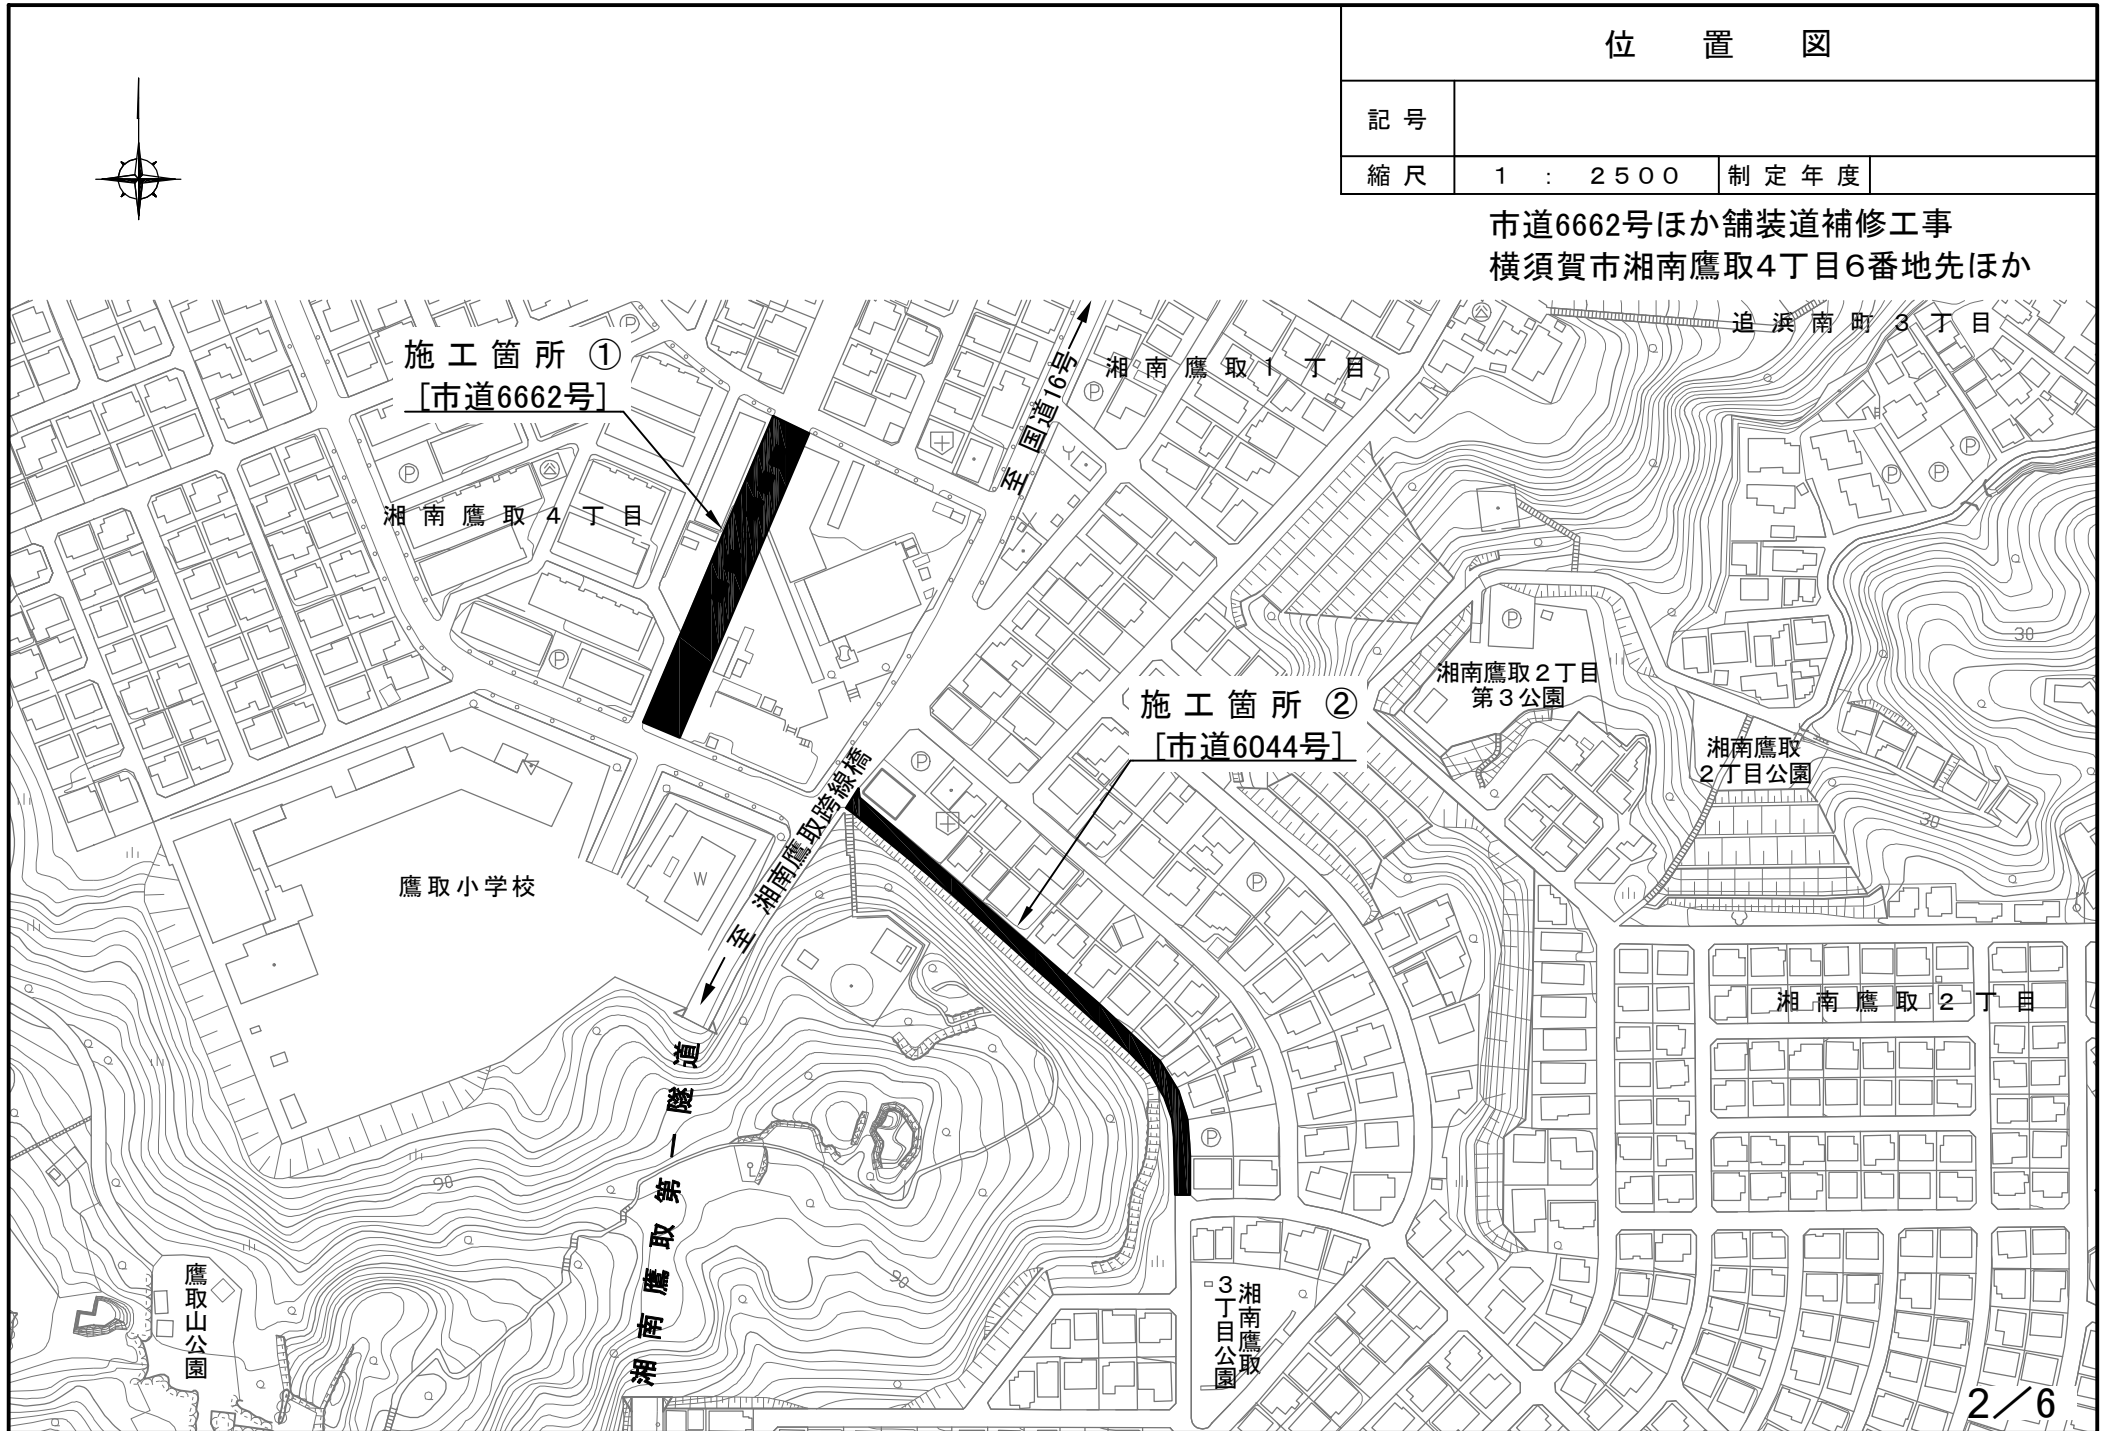 位置図
記号
縮尺 1 : 2500 制定年度
市道6662号ほか舗装道補修工事
横須賀市湘南鷹取4丁目6番地先ほか
追浜南町3丁目
施工箇所 ①
[市道6662号]
至 国道16号
湘南鷹取1丁目
湘南鷹取4丁目
P
P
P
P
P
P
P
30
湘南鷹取2丁目
第3公園
施工箇所 ②
[市道6044号]
湘南鷹取
2丁目公園
30
P
至 湘南鷹取跨線橋
W
鷹取小学校
P
湘南鷹取2丁目
湘南鷹取第一隧道
P
90
90
鷹取山公園
湘南鷹取
3丁目公園
2/6